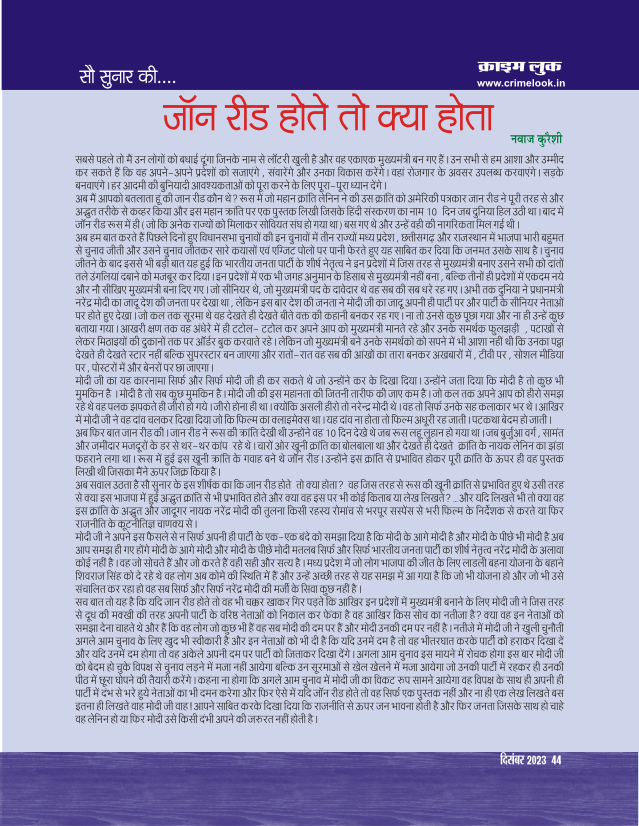 सौ सुनार की....
क्राइम लुक
www.crimelook.in
जॉन रीड होते तो क्या होता
नवाज कुरैशी
सबसे पहले तो मैं उन लोगों को बधाई दूंगा जिनके नाम से लॉटरी खुली है और वह एकाएक मुख्यमंत्री बन गए हैं। उन सभी से हम आशा और उम्मीद
कर सकते हैं कि वह अपने-अपने प्रदेशों को सजाएंगे , संवारेंगे और उनका विकास करेंगे। वहां रोजगार के अवसर उपलब्ध करवाएंगे। सड़के
बनवाएंगे। हर आदमी की बुनियादी आवश्यकताओं को पूरा करने के लिए पूरा-पूरा ध्यान देंगे।
अब मैं आपको बतलाता हूं की जान रीड कौन थे? रूस में जो महान क्रांति लेनिन ने की उस क्रांति को अमेरिकी पत्रकार जान रीड ने पूरी तरह से और
अद्भुत तरीके से कव्हर किया और इस महान क्रांति पर एक पुस्तक लिखी जिसके हिंदी संस्करण का नाम 10 दिन जब दुनिया हिल उठी था। बाद में
जॉन रीड रूस में ही (जो कि अनेक राज्यों को मिलाकर सोवियत संघ हो गया था) बस गए थे और उन्हें वही की नागरिकता मिल गई थी।
अब हम बात करते हैं पिछले दिनों हुए विधानसभा चुनावों की इन चुनावों में तीन राज्यों मध्य प्रदेश , छत्तीसगढ़ और राजस्थान में भाजपा भारी बहुमत
से चुनाव जीती और उसने चुनाव जीतकर सारे कयासों एवं एग्जिट पोलो पर पानी फेरते हुए यह साबित कर दिया कि जनमत उसके साथ है। चुनाव
जीतने के बाद इससे भी बड़ी बात यह हुई कि भारतीय जनता पार्टी के शीर्ष नेतृत्व ने इन प्रदेशों में जिस तरह से मुख्यमंत्री बनाए उसने सभी को दांतों
तले उंगलियां दबाने को मजबूर कर दिया। इन प्रदेशों में एक भी जगह अनुमान के हिसाब से मुख्यमंत्री नहीं बना , बल्कि तीनों ही प्रदेशों में एकदम नये
और नौ सीखिए मुख्यमंत्री बना दिए गए। जो सीनियर थे, जो मुख्यमंत्री पद के दावेदार थे वह सब की सब धरे रह गए। अभी तक दुनिया ने प्रधानमंत्री
नरेंद्र मोदी का जादू देश की जनता पर देखा था , लेकिन इस बार देश की जनता ने मोदी जी का जादू अपनी ही पार्टी पर और पार्टी के सीनियर नेताओं
पर होते हुए देखा। जो कल तक सूरमा थे वह देखते ही देखते बीते वक्त की कहानी बनकर रह गए। ना तो उनसे कुछ पूछा गया और ना ही उन्हें कुछ
बताया गया। आखरी क्षण तक वह अंधेरे में ही टटोल- टटोल कर अपने आप को मुख्यमंत्री मानते रहे और उनके समर्थक फुलझड़ी , पटाखों से
लेकर मिठाइयों की दुकानों तक पर ऑर्डर बुक करवाते रहे। लेकिन जो मुख्यमंत्री बने उनके समर्थको को सपने में भी आशा नहीं थी कि उनका पट्ठा
देखते ही देखते स्टार नहीं बल्कि सुपरस्टार बन जाएगा और रातों-रात वह सब की आंखों का तारा बनकर अखबारों में , टीवी पर , सोशल मीडिया
पर , पोस्टरों में और बेनरों पर छा जाएगा।
मोदी जी का यह कारनामा सिर्फ और सिर्फ मोदी जी ही कर सकते थे जो उन्होंने कर के दिखा दिया। उन्होंने जता दिया कि मोदी है तो कुछ भी
मुमकिन है । मोदी है तो सब कुछ मुमकिन है। मोदी जी की इस महानता की जितनी तारीफ की जाए कम है। जो कल तक अपने आप को हीरो समझ
रहे थे वह पलक झपकते ही जीरो हो गये। जीरो होना ही था। क्योंकि असली हीरो तो नरेन्द्र मोदी थे। वह तो सिर्फ उनके सह कलाकार भर थे। आखिर
में मोदी जी ने वह दांव चलकर दिखा दिया जो कि फिल्म का क्लाइमेक्स था। यह दांव ना होता तो फिल्म अधूरी रह जाती। पटकथा बेदम हो जाती।
अब फिर बात जान रीड की। जान रीड ने रूस की क्रांति देखी थी उन्होंने वह 10 दिन देखे थे जब रूस लहू लुहान हो गया था। जब बुर्जुआ वर्ग , सामंत
और जमीदार मजदूरों के डर से थर-थर कांप रहे थे। चारों ओर खूनी क्रांति का बोलबाला था और देखते ही देखते क्रांति के नायक लेनिन का झंडा
फहराने लगा था। रूस में हुई इस खूनी क्रांति के गवाह बने थे जॉन रीड। उन्होंने इस क्रांति से प्रभावित होकर पूरी क्रांति के ऊपर ही वह पुस्तक
लिखी थी जिसका मैंने ऊपर जिक्र किया है।
अब सवाल उठता है सौ सुनार के इस शीर्षक का कि जान रीड होते तो क्या होता? वह जिस तरह से रूस की खूनी क्रांति से प्रभावित हुए थे उसी तरह
से क्या इस भाजपा में हुई अद्भुत क्रांति से भी प्रभावित होते और क्या वह इस पर भी कोई किताब या लेख लिखते? .. और यदि लिखते भी तो क्या वह
इस क्रांति के अद्भुत और जादूगर नायक नरेंद्र मोदी की तुलना किसी रहस्य रोमांच से भरपूर सस्पेंस से भरी फिल्म के निर्देशक से करते या फिर
राजनीति के कूटनीतिज्ञ चाणक्य से।
मोदी जी ने अपने इस फैसले से न सिर्फ अपनी ही पार्टी के एक-एक बंदे को समझा दिया है कि मोदी के आगे मोदी है और मोदी के पीछे भी मोदी है अब
आप समझ ही गए होंगे मोदी के आगे मोदी और मोदी के पीछे मोदी मतलब सिर्फ और सिर्फ भारतीय जनता पार्टी का शीर्ष नेतृत्व नरेंद्र मोदी के अलावा
कोई नहीं है। वह जो सोचते हैं और जो करते हैं वही सही और सत्य है। मध्य प्रदेश में जो लोग भाजपा की जीत के लिए लाडली बहना योजना के बहाने
शिवराज सिंह को दे रहे थे वह लोग अब कोमे की स्थिति में हैं और उन्हें अच्छी तरह से यह समझ में आ गया है कि जो भी योजना हो और जो भी उसे
संचालित कर रहा हो वह सब सिर्फ और सिर्फ नरेंद्र मोदी की मर्जी के सिवा कुछ नहीं है।
सच बात तो यह है कि यदि जान रीड होते तो वह भी चक्कर खाकर गिर पड़ते कि आखिर इन प्रदेशों में मुख्यमंत्री बनाने के लिए मोदी जी ने जिस तरह
से दूध की मक्खी की तरह अपनी पार्टी के वरिष्ठ नेताओं को निकाल कर फेंका है वह आखिर किस सोच का नतीजा है? क्या वह इन नेताओं को
समझा देना चाहते थे और हैं कि वह लोग जो कुछ भी हैं वह सब मोदी की दम पर हैं और मोदी उनकी दम पर नहीं है। नतीजे में मोदी जी ने खुली चुनौती
अगले आम चुनाव के लिए खुद भी स्वीकारी है और इन नेताओं को भी दी है कि यदि उनमें दम है तो वह भीतरघात करके पार्टी को हराकर दिखा दें
और यदि उनमें दम होगा तो वह अकेले अपनी दम पर पार्टी को जिताकर दिखा देंगे। अगला आम चुनाव इस मायने में रोचक होगा इस बार मोदी जी
को बेदम हो चुके विपक्ष से चुनाव लड़ने में मजा नहीं आयेगा बल्कि उन सूरमाओं से खेल खेलने में मजा आयेगा जो उनकी पार्टी में रहकर ही उनकी
पीठ में छूरा घोपने की तैयारी करेंगे। कहना ना होगा कि अगले आम चुनाव में मोदी जी का विकट रुप सामने आयेगा वह विपक्ष के साथ ही अपनी ही
पार्टी में दंभ से भरे हुये नेताओं का भी दमन करेगा और फिर ऐसे में यदि जॉन रीड होते तो वह सिर्फ एक पुस्तक नहीं और ना ही एक लेख लिखते बस
इतना ही लिखते वाह मोदी जी वाह। आपने साबित करके दिखा दिया कि राजनीति से ऊपर जन भावना होती है और फिर जनता जिसके साथ हो चाहे
वह लेनिन हो या फिर मोदी उसे किसी दंभी अपने की जरुरत नहीं होती है।
दिसंबर 2023 44